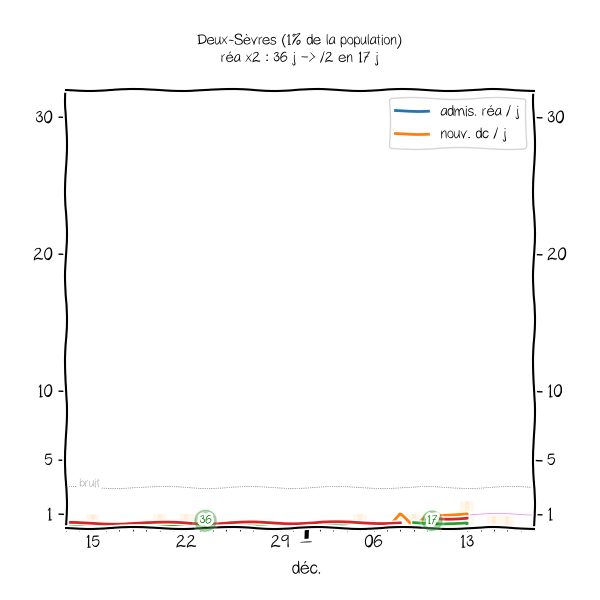 Deux-Sèvres (1% de la population)
réa x2 : 36 j -> /2 en 17 j
admis. réa / j
nouv. dc / j
30
30
20
20
10
10
5
5
bruit
1
36
17
1
15
22
29
06
13
déc.